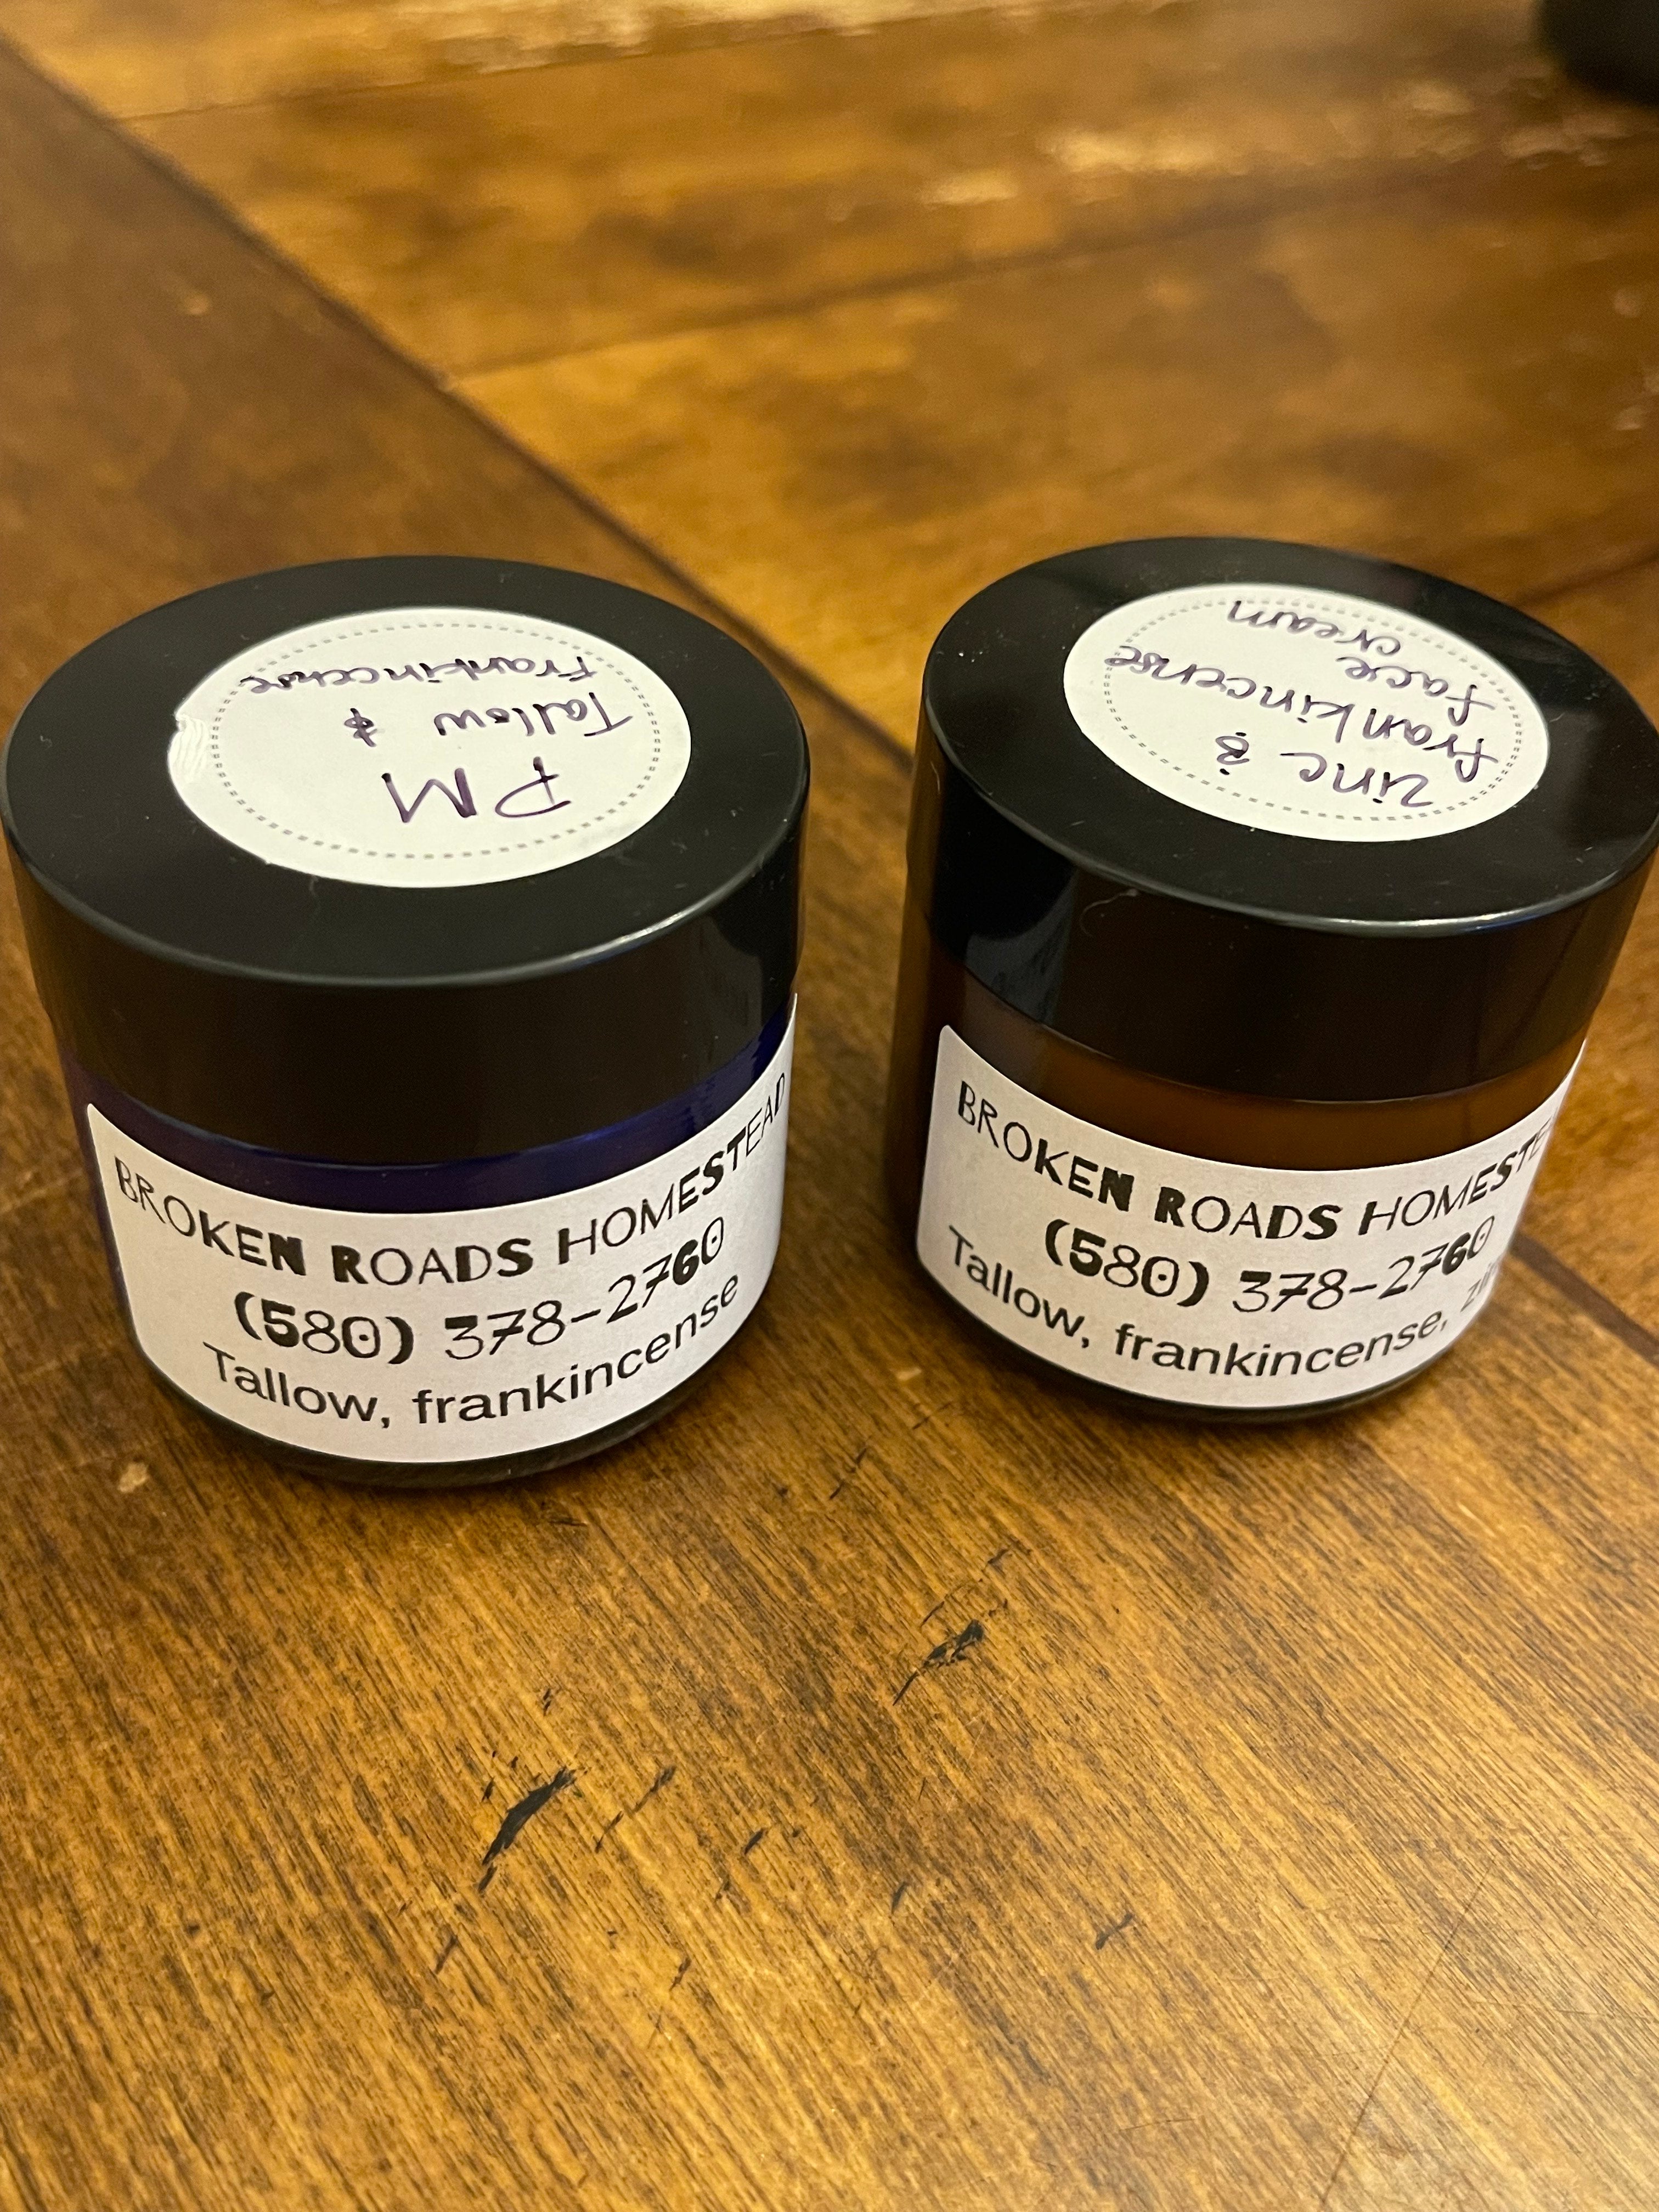 PM
Tallow &
Frankincense
BROKEN ROADS HOMESTEAD
(580) 378-2760
Tallow, frankincense
Zinc &
frankincense
face
cream
BROKEN ROADS HOMESTE
(580) 378-2760
Tallow, frankincense,